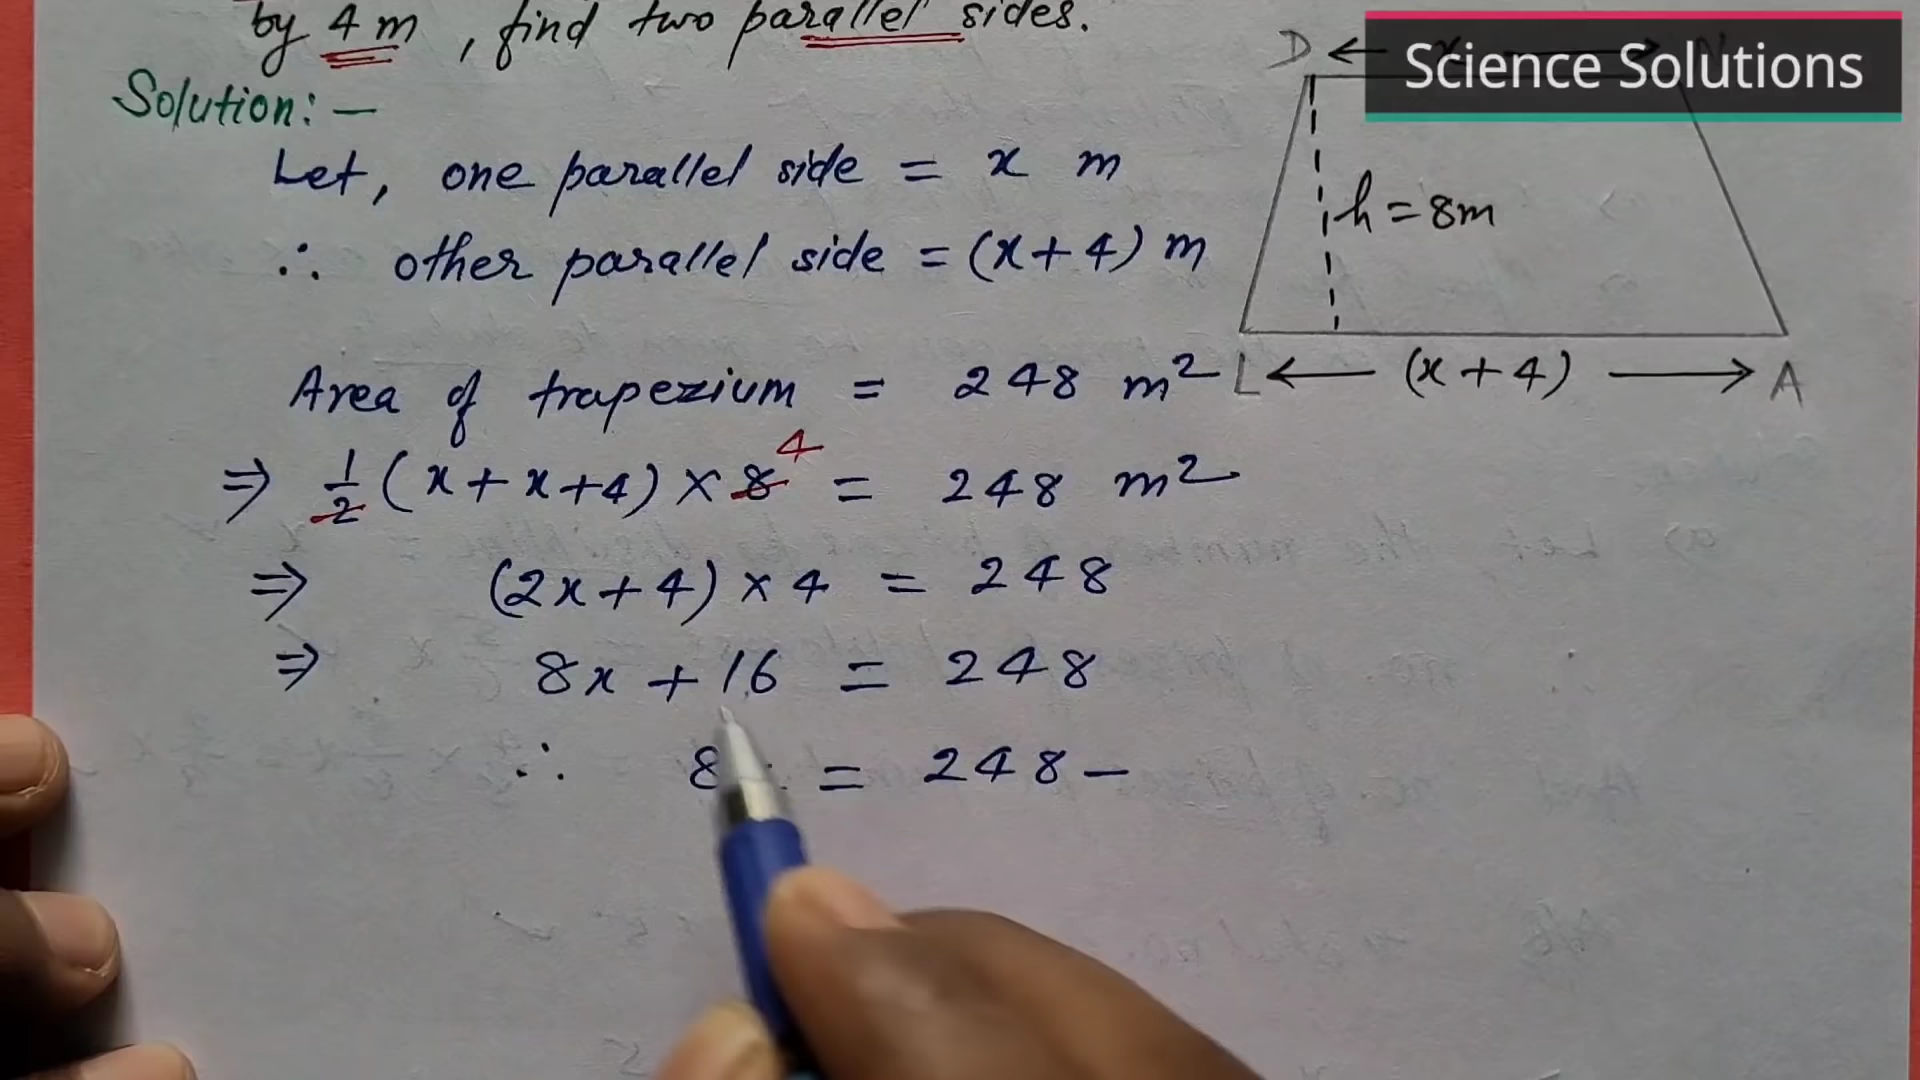 by 4 m, find two parallel sides.
Solution:-
Let, one parallel side = x m
∴ other parallel side = (x+4) m
Area of trapezium = 248 m²
⇒ 1/2 (x+x+4) × 8 4 = 248 m²
⇒ (2x+4) × 4 = 248
⇒ 8x + 16 = 248
∴ 8 = 248 -
D
Science Solutions
h = 8m
L ← (x+4) → A